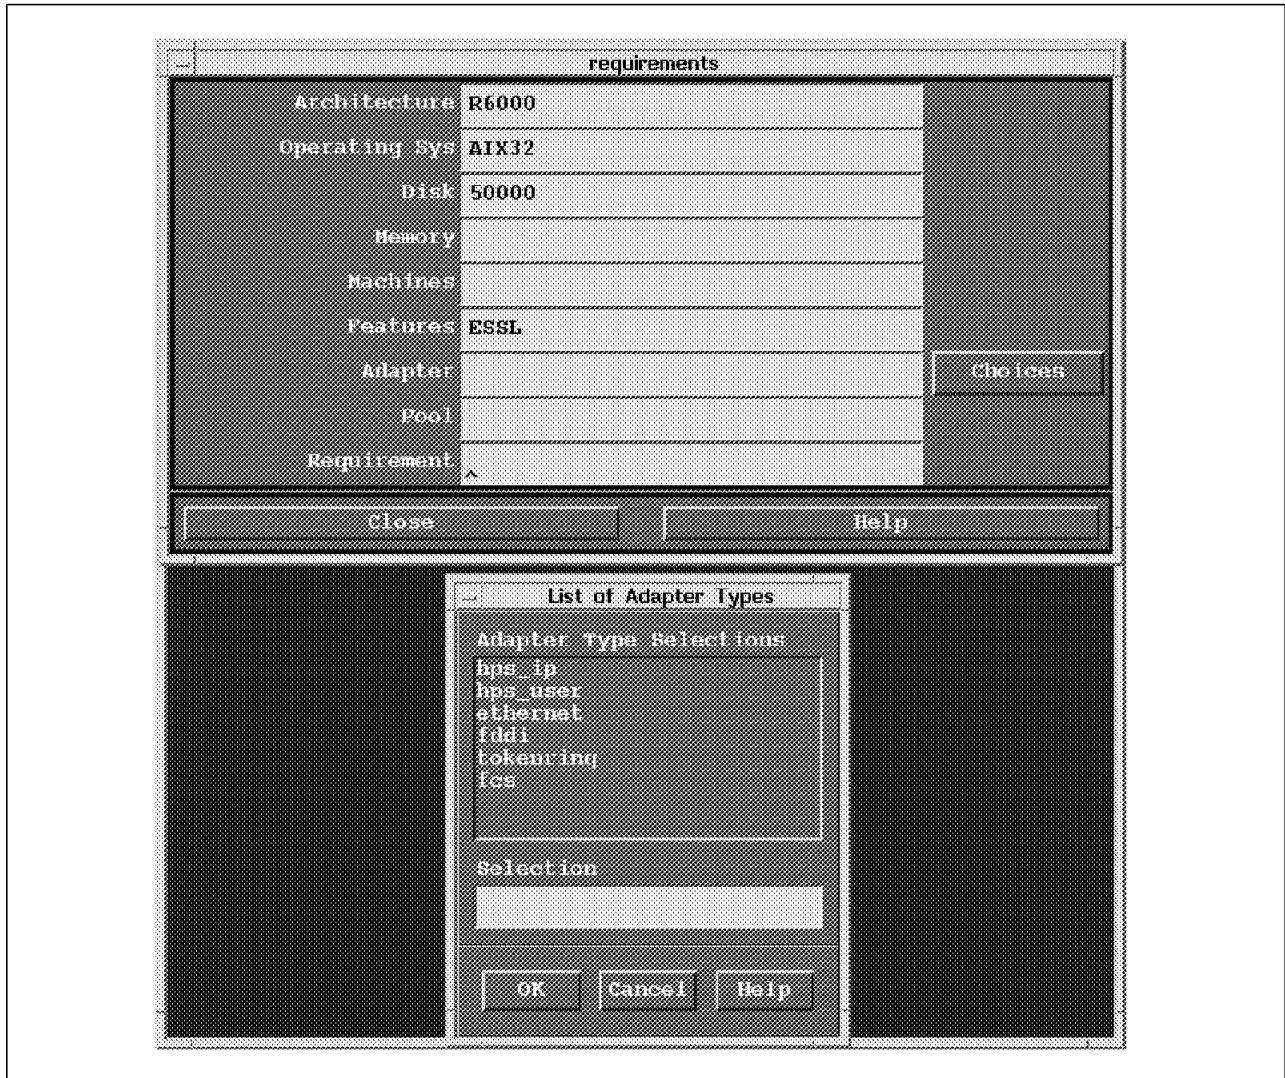 requirements
Architecture R6000
Operating Sys AIX32
Disk 50000
Memory
Machines
Features ESSL
Adapter Choices
Pool
Requirement ^
Close Help
List of Adapter Types
Adapter Type Selections
hps_ip
hps_user
ethernet
fddi
tokenring
fcs
Selection
OK Cancel Help